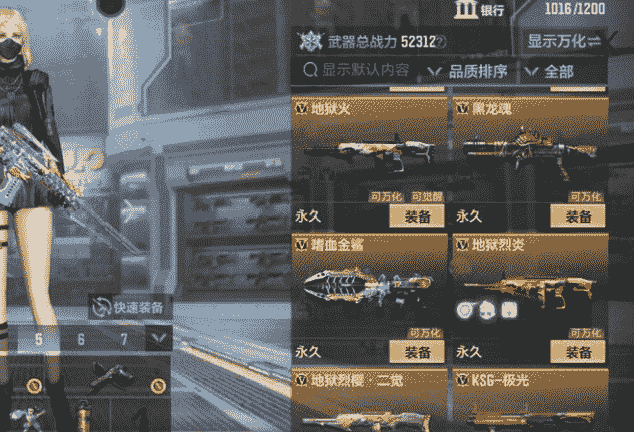 银行 1016/1200
武器总战力 52312 显示万化
显示默认内容 品质排序 全部
地狱火 黑龙魂
可万化 可觉醒 可万化
永久 装备 永久 装备
嗜血金鲨 地狱烈炎
可万化 可万化
永久 装备 永久 装备
快速装备
5 6 7
地狱烈樱·二觉 KSG-极光